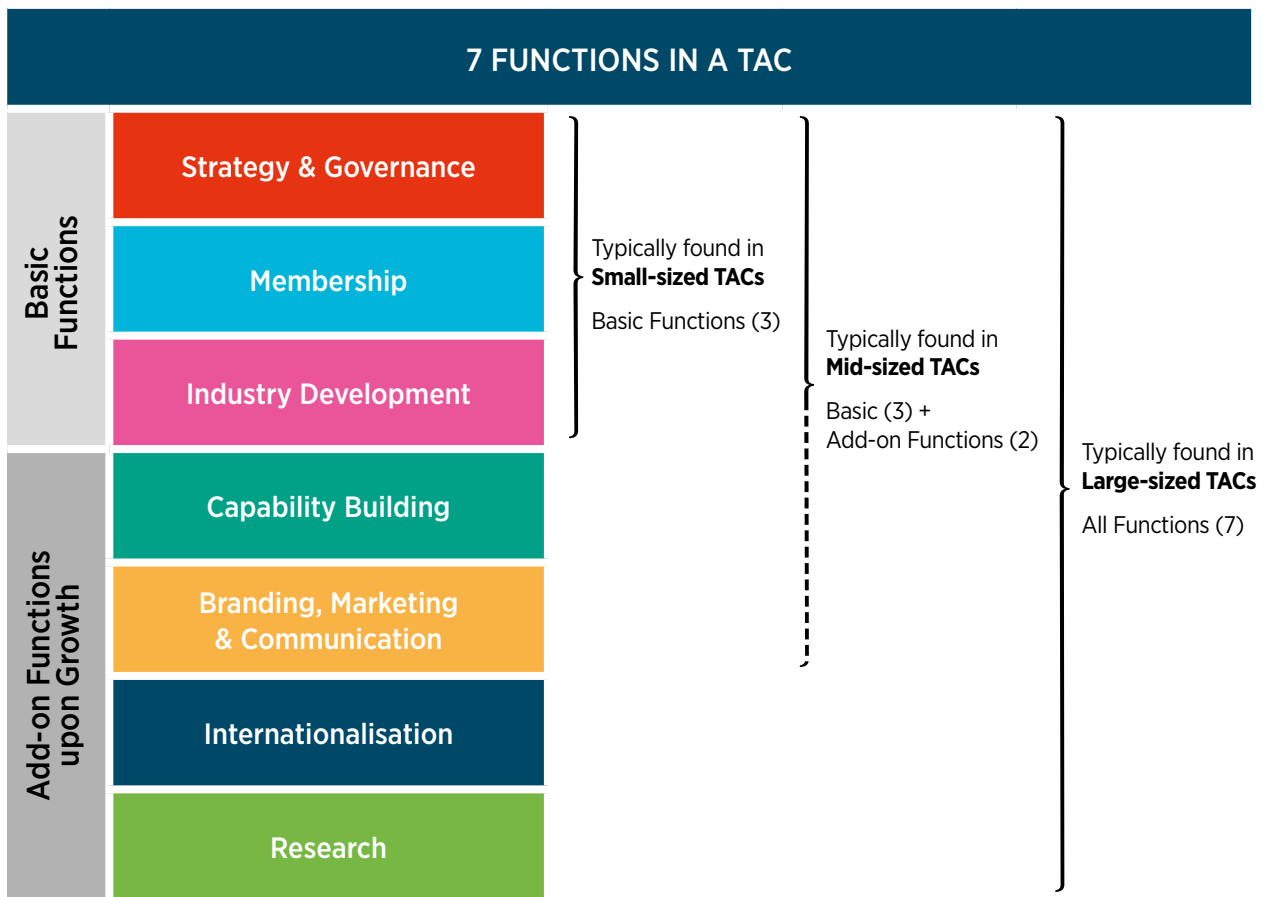 7 FUNCTIONS IN A TAC
Basic
Functions
Strategy & Governance
Membership
Industry Development
Typically found in
Small-sized TACs
Basic Functions (3)
Typically found in
Mid-sized TACs
Basic (3) +
Add-on Functions (2)
Typically found in
Large-sized TACs
All Functions (7)
Add-on Functions
upon Growth
Capability Building
Branding, Marketing
& Communication
Internationalisation
Research